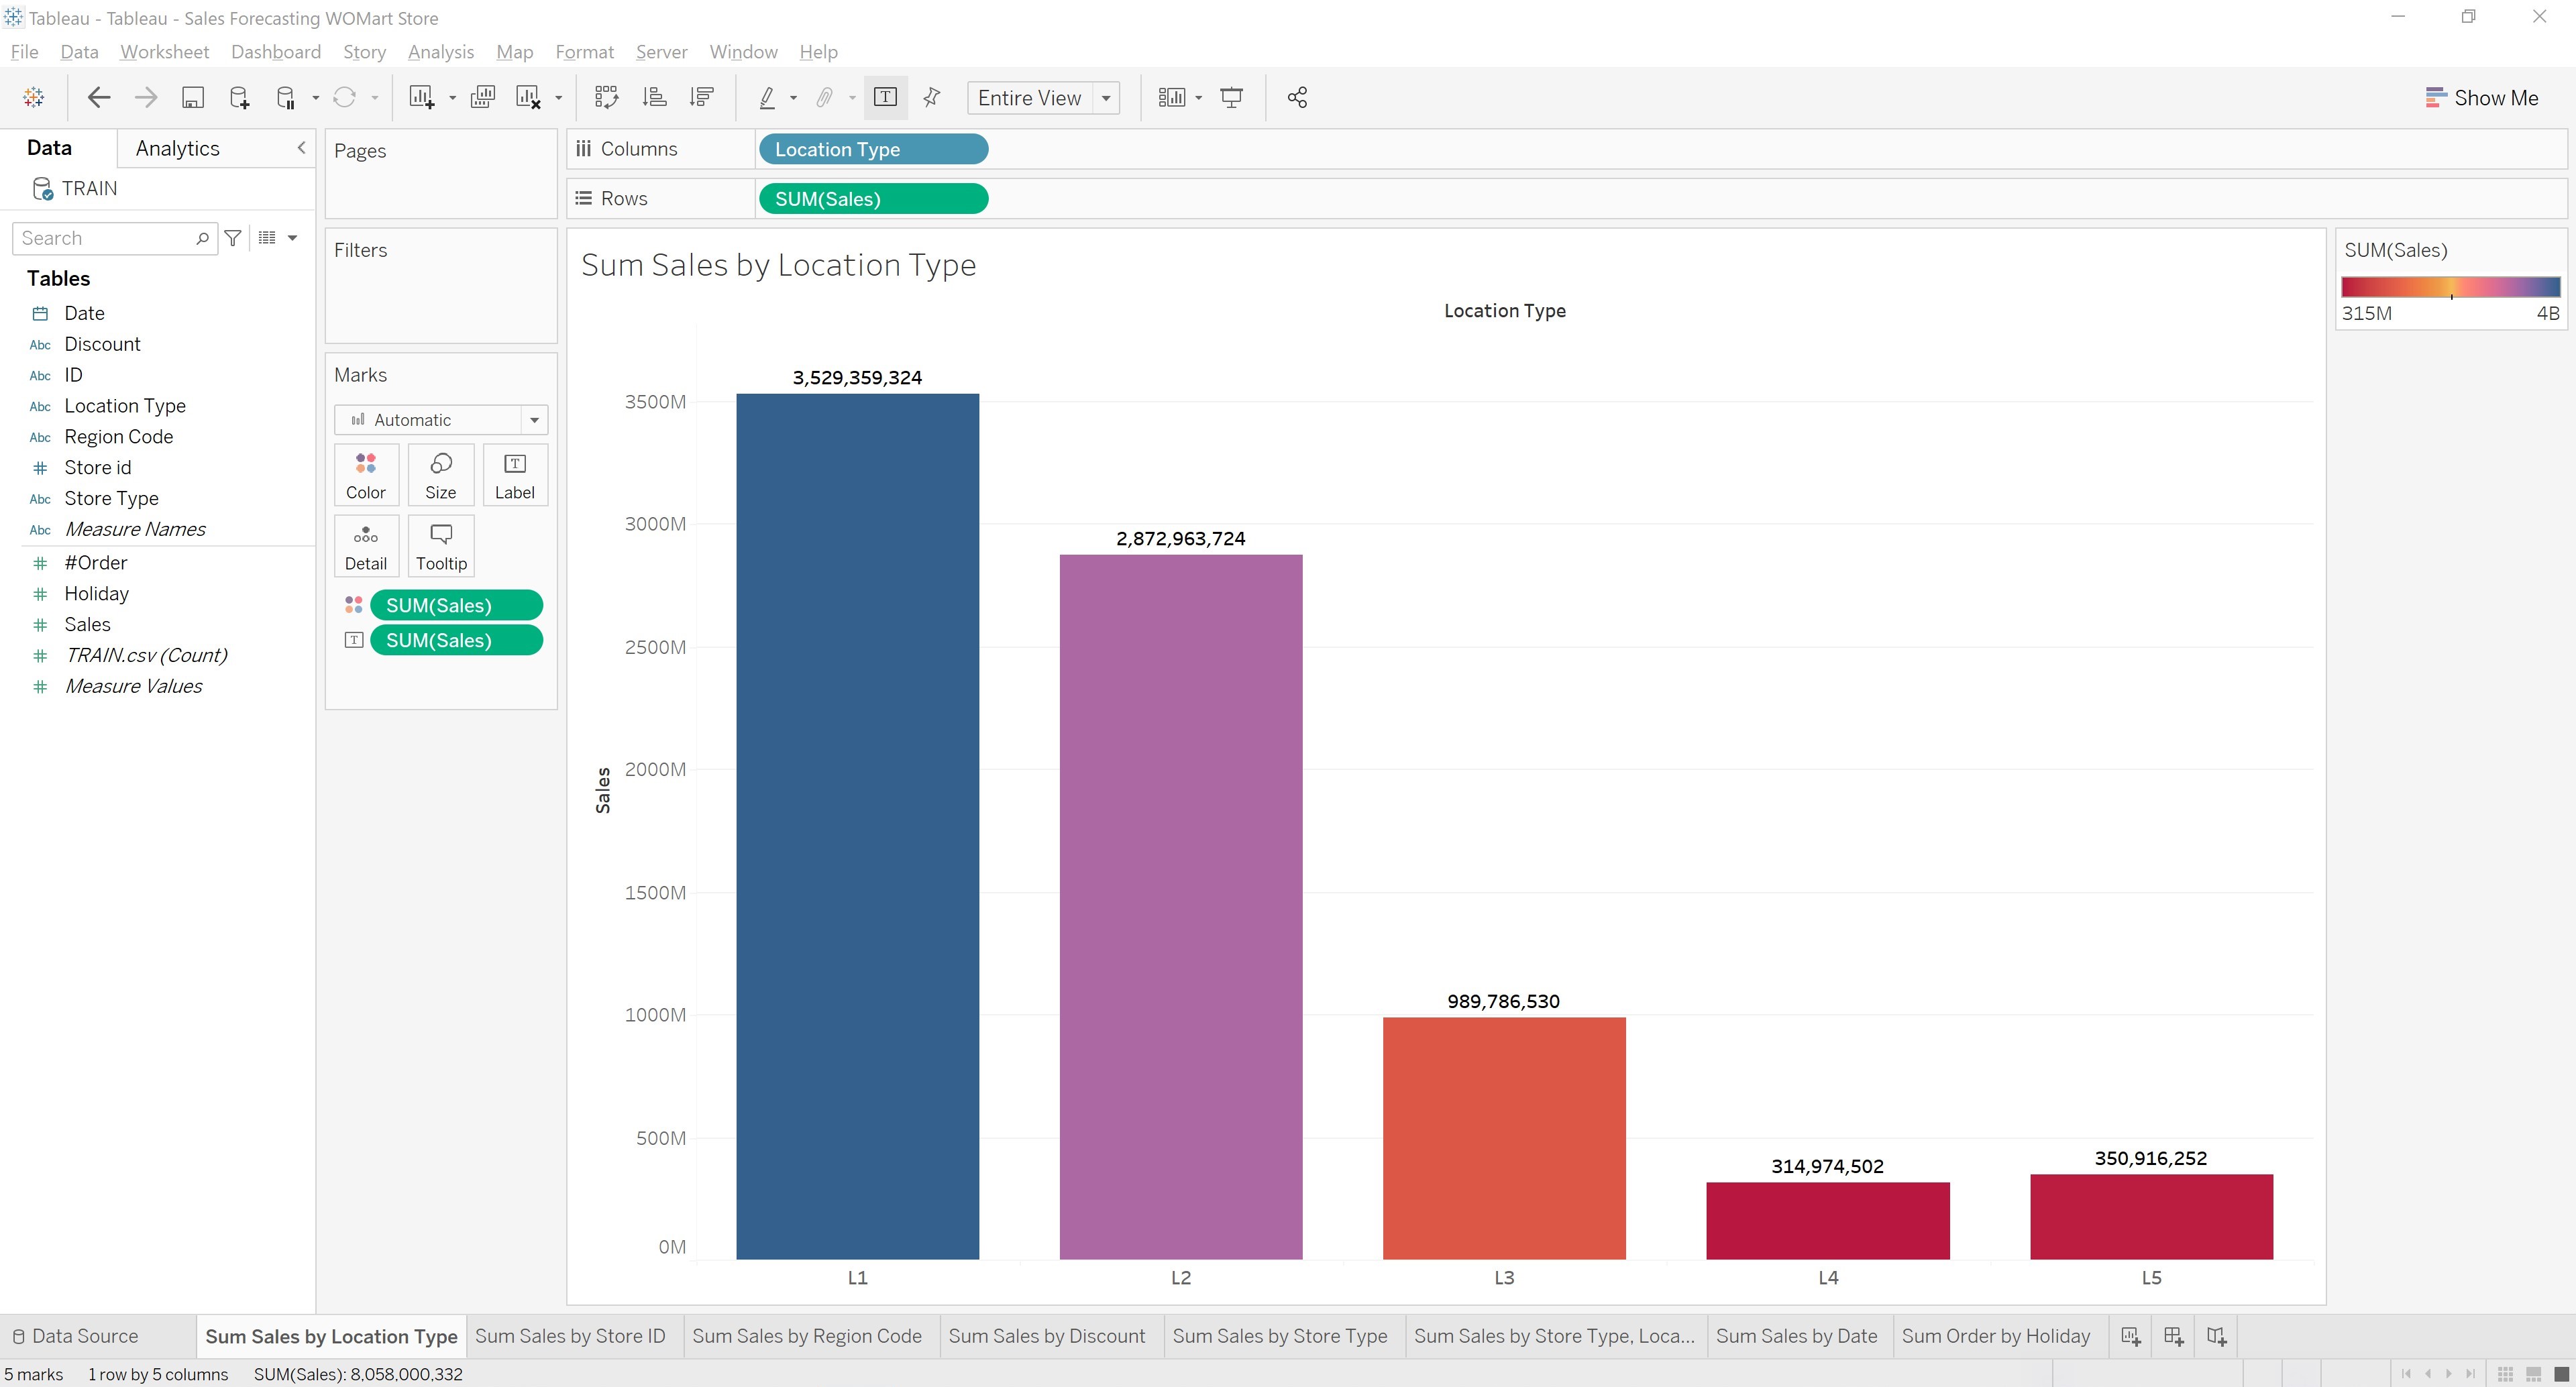 Tableau - Tableau - Sales Forecasting WOMart Store
File Data Worksheet Dashboard Story Analysis Map Format Server Window Help
Entire View
Show Me
Data Analytics
TRAIN
Search
Tables
Date
Abc Discount
Abc ID
Abc Location Type
Abc Region Code
# Store id
Abc Store Type
Abc Measure Names
# #Order
# Holiday
# Sales
# TRAIN.csv (Count)
# Measure Values
Pages
Filters
Marks
Automatic
Color Size T Label
Detail Tooltip
SUM(Sales)
T SUM(Sales)
Columns Location Type
Rows SUM(Sales)
Sum Sales by Location Type
Location Type
Sales
3500M
3000M
2500M
2000M
1500M
1000M
500M
0M
3,529,359,324
2,872,963,724
989,786,530
314,974,502
350,916,252
L1 L2 L3 L4 L5
SUM(Sales)
315M 4B
Data Source Sum Sales by Location Type Sum Sales by Store ID Sum Sales by Region Code Sum Sales by Discount Sum Sales by Store Type Sum Sales by Store Type, Loca... Sum Sales by Date Sum Order by Holiday
5 marks 1 row by 5 columns SUM(Sales): 8,058,000,332